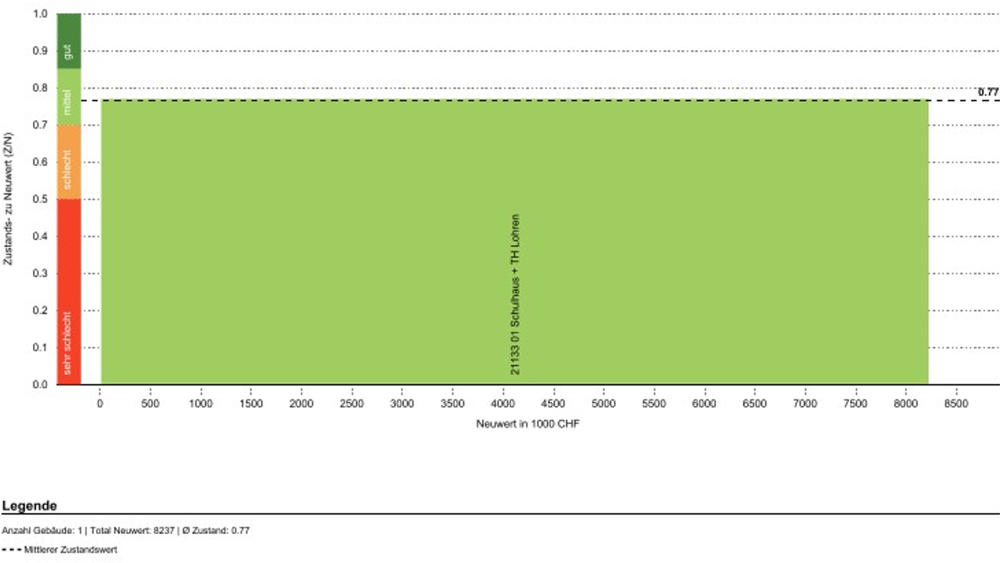 1.0
0.9
0.8
0.7
0.6
0.5
0.4
0.3
0.2
0.1
0.0
Zustands- zu Neuwert (Z/N)
gut
mittel
schlecht
sehr schlecht
0.77
21133 01 Schulhaus + TH Lohren
0 500 1000 1500 2000 2500 3000 3500 4000 4500 5000 5500 6000 6500 7000 7500 8000 8500
Neuwert in 1000 CHF
Legende
Anzahl Gebäude: 1 | Total Neuwert: 8237 | Ø Zustand: 0.77
Mittlerer Zustandswert